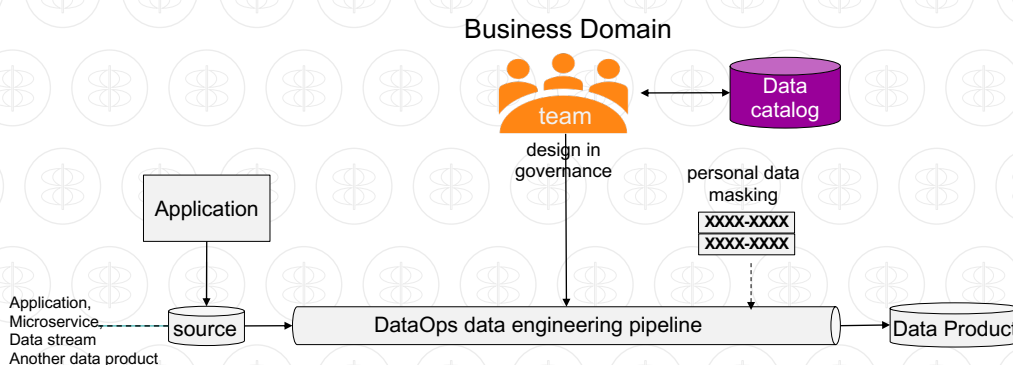 Business Domain
team
Data
catalog
design in
governance
personal data
masking
XXXX-XXXX
XXXX-XXXX
Application
Application,
Microservice,
Data stream
Another data product
source
DataOps data engineering pipeline
Data Product